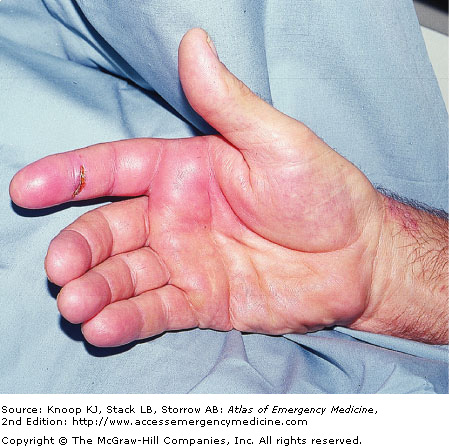 Source: Knoop KJ, Stack LB, Storrow AB: Atlas of Emergency Medicine,
2nd Edition: http://www.accessemergencymedicine.com
Copyright © The McGraw-Hill Companies, Inc. All rights reserved.